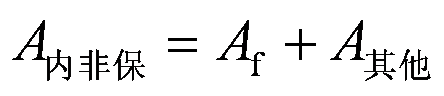 A内非保 = Af + A其他